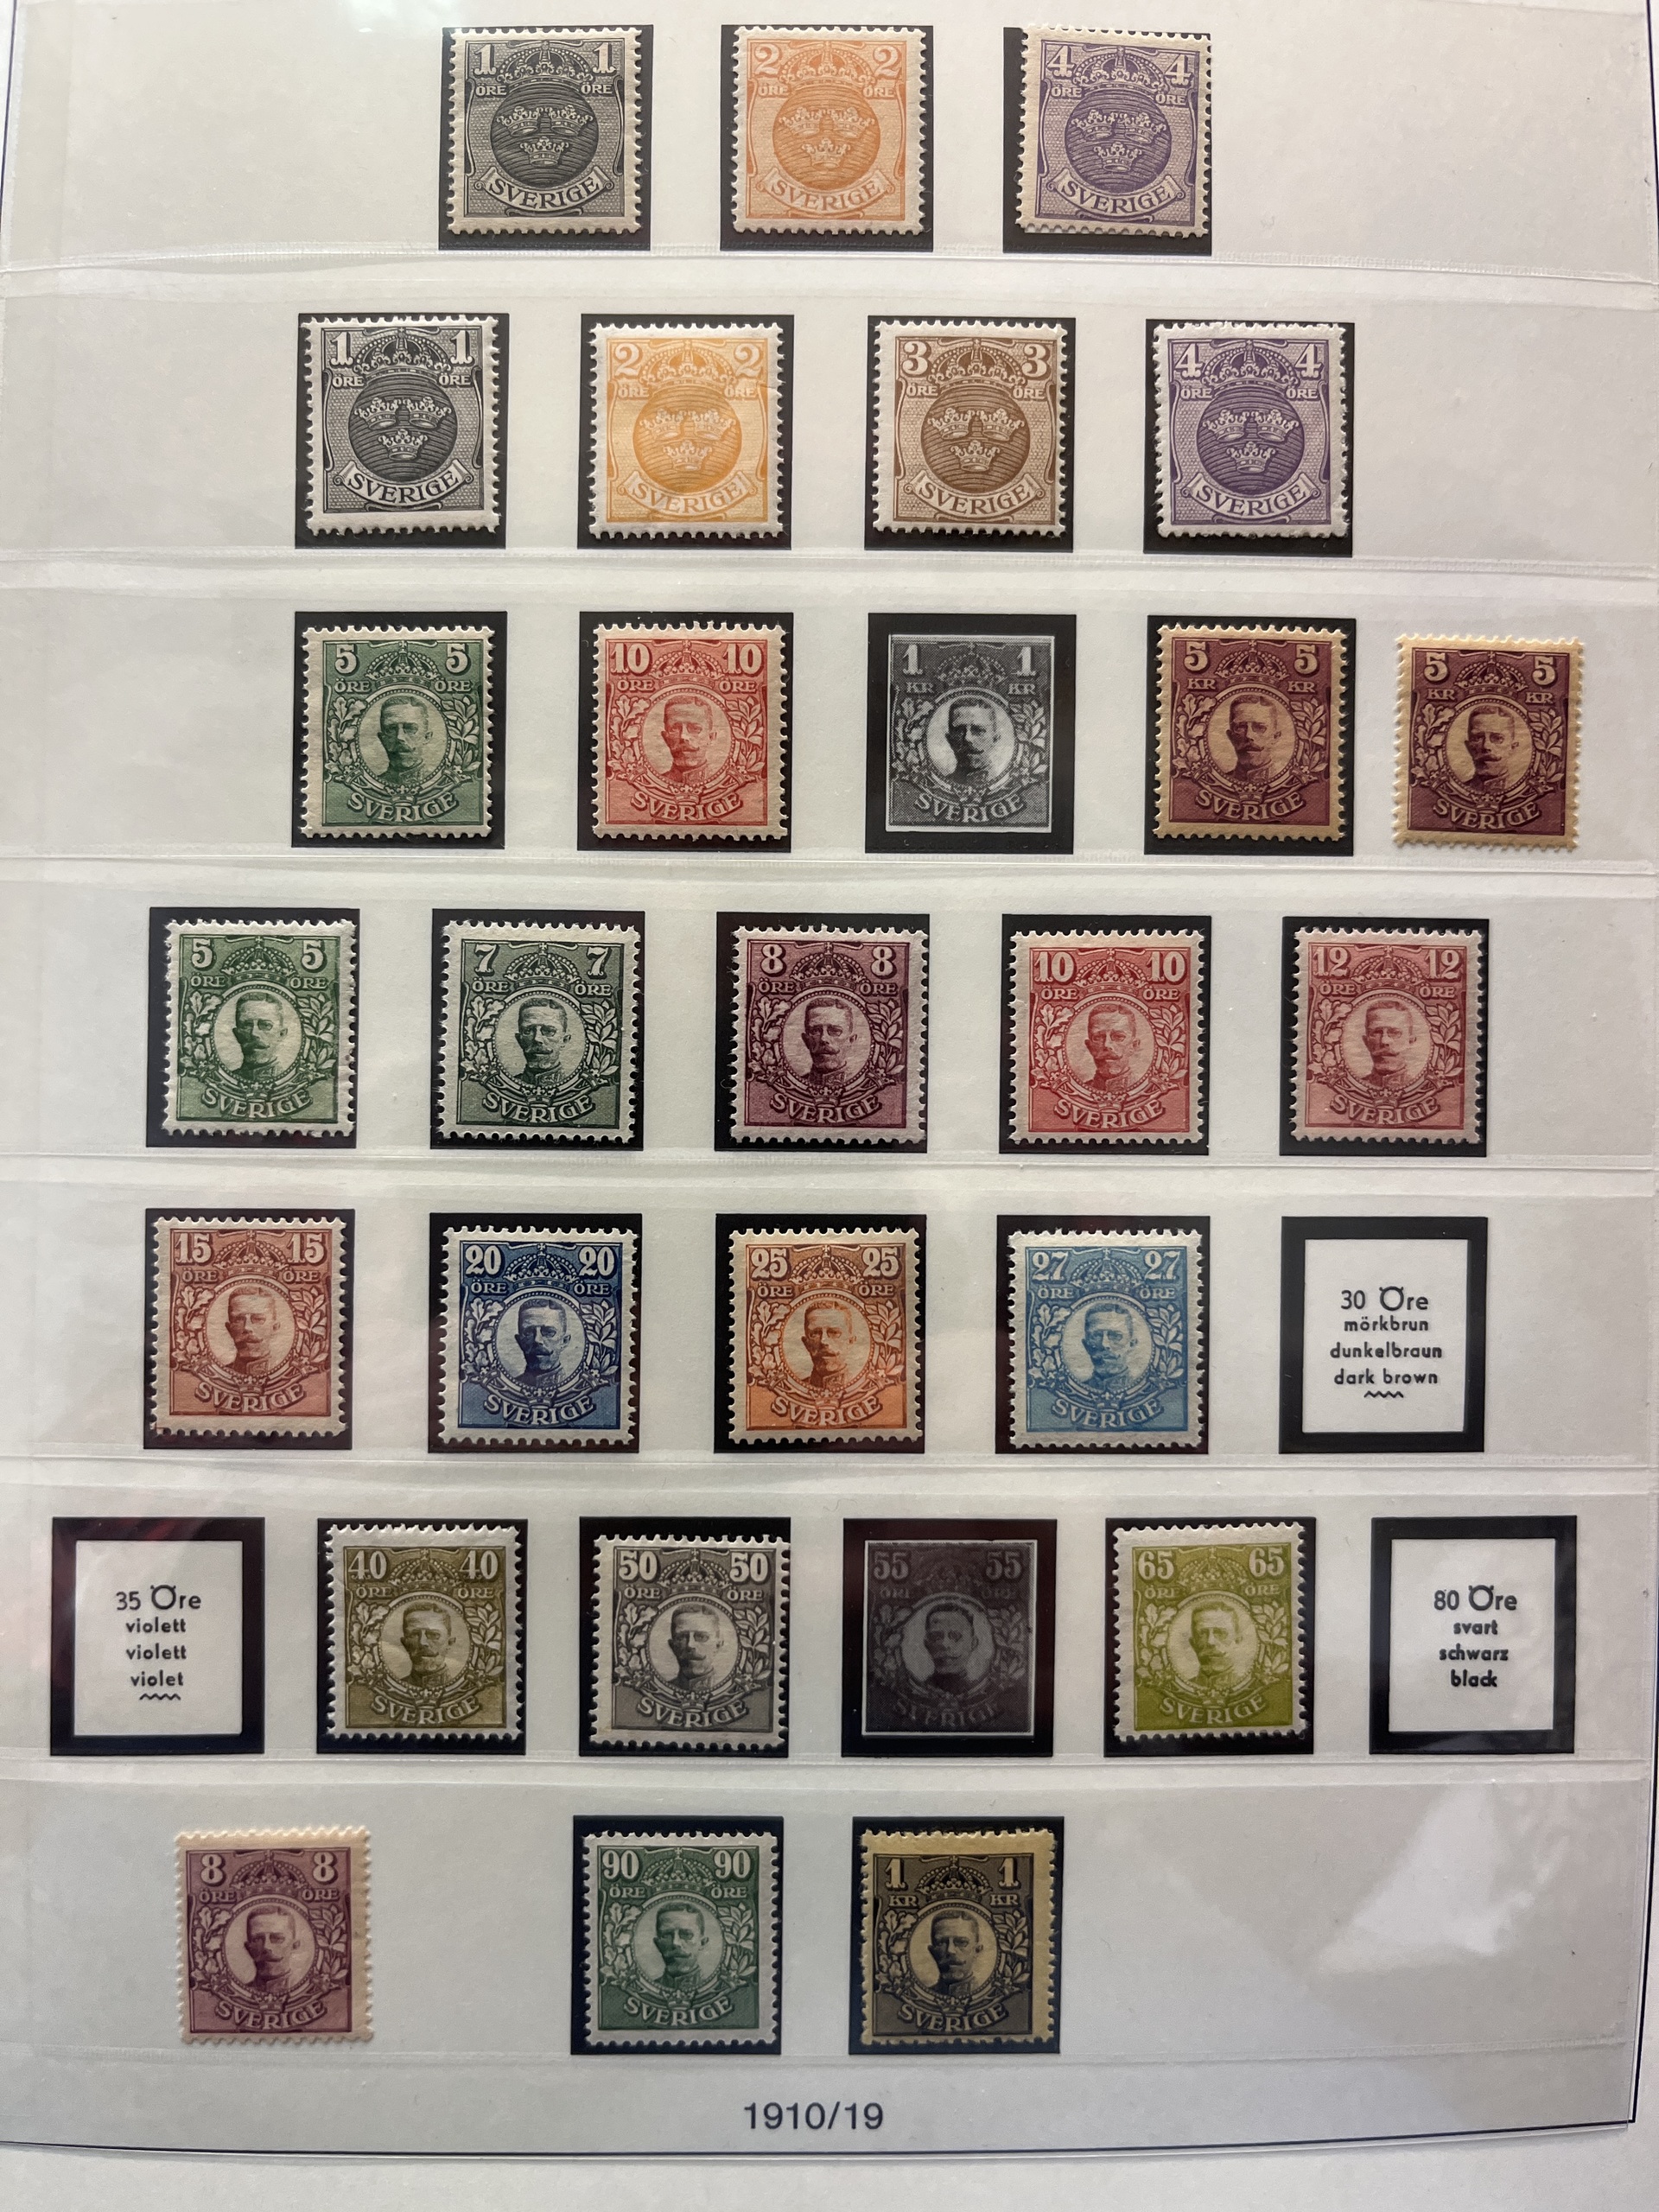 1 1
ÖRE ÖRE
SVERIGE
2 2
ÖRE ÖRE
SVERIGE
4 4
ÖRE ÖRE
SVERIGE
1 1
ÖRE ÖRE
SVERIGE
2 2
ÖRE ÖRE
SVERIGE
3 3
ÖRE ÖRE
SVERIGE
4 4
ÖRE ÖRE
SVERIGE
5 5
ÖRE ÖRE
SVERIGE
10 10
ÖRE ÖRE
SVERIGE
1 1
KR KR
SVERIGE
5 5
KR KR
SVERIGE
5 5
KR KR
SVERIGE
5 5
ÖRE ÖRE
SVERIGE
7 7
ÖRE ÖRE
SVERIGE
8 8
ÖRE ÖRE
SVERIGE
10 10
ÖRE ÖRE
SVERIGE
12 12
ÖRE ÖRE
SVERIGE
15 15
ÖRE ÖRE
SVERIGE
20 20
ÖRE ÖRE
SVERIGE
25 25
ÖRE ÖRE
SVERIGE
27 27
ÖRE ÖRE
SVERIGE
30 Öre
mörkbrun
dunkelbraun
dark brown
35 Öre
violett
violett
violet
40 40
ÖRE ÖRE
SVERIGE
50 50
ÖRE ÖRE
SVERIGE
55 55
ÖRE ÖRE
SVERIGE
65 65
ÖRE ÖRE
SVERIGE
80 Öre
svart
schwarz
black
8 8
ÖRE ÖRE
SVERIGE
90 90
ÖRE ÖRE
SVERIGE
1 1
KR KR
SVERIGE
1910/19